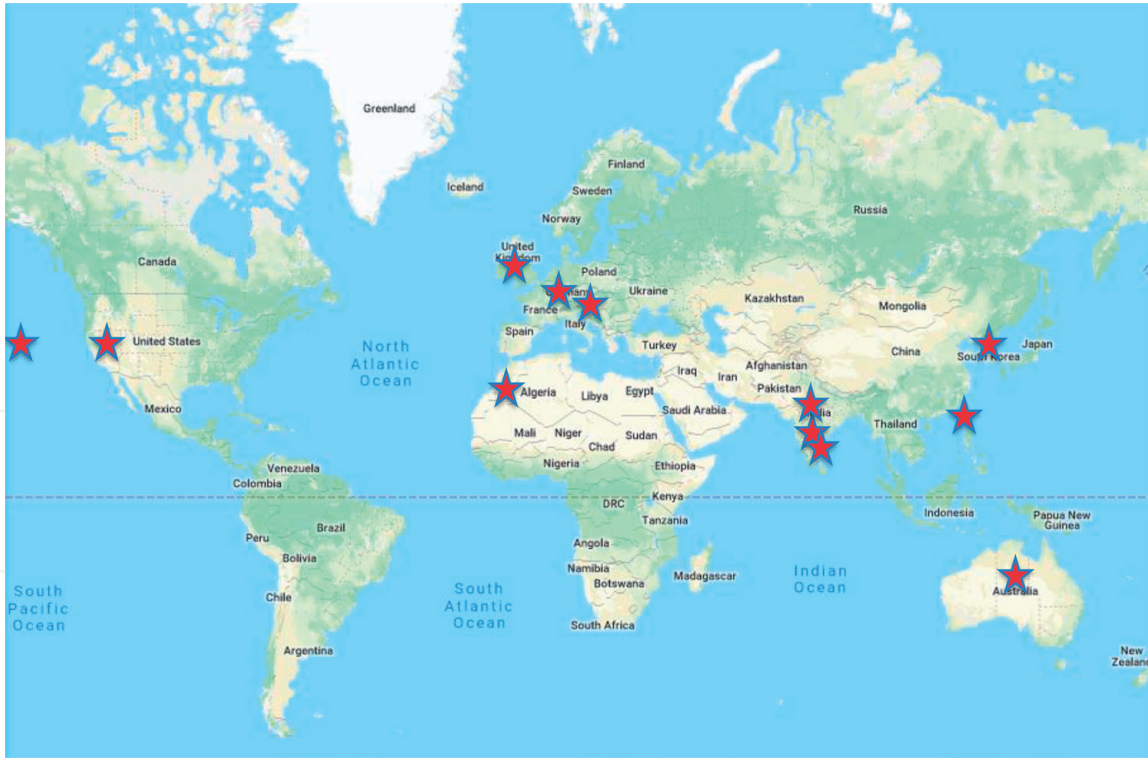 Greenland
Iceland
Finland
Sweden
Norway
Russia
United
Kingdom
Canada
Poland
Ukraine
Kazakhstan
Mongolia
France
Italy
Spain
Turkey
United States
North
Atlantic
Ocean
China
South Korea
Japan
Afghanistan
Iraq
Iran
Pakistan
Algeria
Libya
Egypt
Saudi Arabia
Mexico
Mali
Niger
Chad
Sudan
Thailand
Nigeria
Ethiopia
Venezuela
Colombia
DRC
Kenya
Tanzania
Indonesia
Papua New
Guinea
Brazil
Peru
Bolivia
Angola
Namibia
Botswana
Madagascar
Indian
Ocean
South
Pacific
Ocean
Chile
South
Atlantic
Ocean
Australia
South Africa
Argentina
New
Zealand